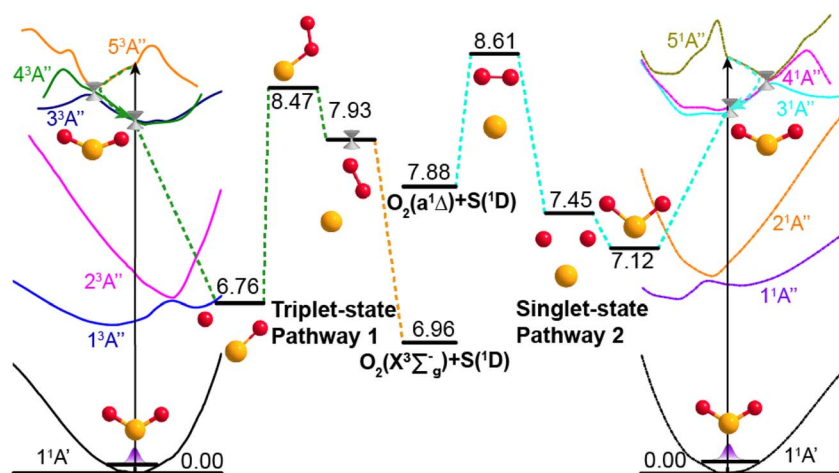 5³A"
8.61
5¹A"
4³A"
4¹A"
8.47
7.93
3³A"
3¹A"
7.88
O₂(a¹Δ)+S(¹D)
7.45
7.12
2¹A"
2³A"
6.76
Triplet-state
Pathway 1
Singlet-state
Pathway 2
1¹A"
1³A"
6.96
O₂(X³∑⁻g)+S(¹D)
1¹A'
0.00
0.00
1¹A'